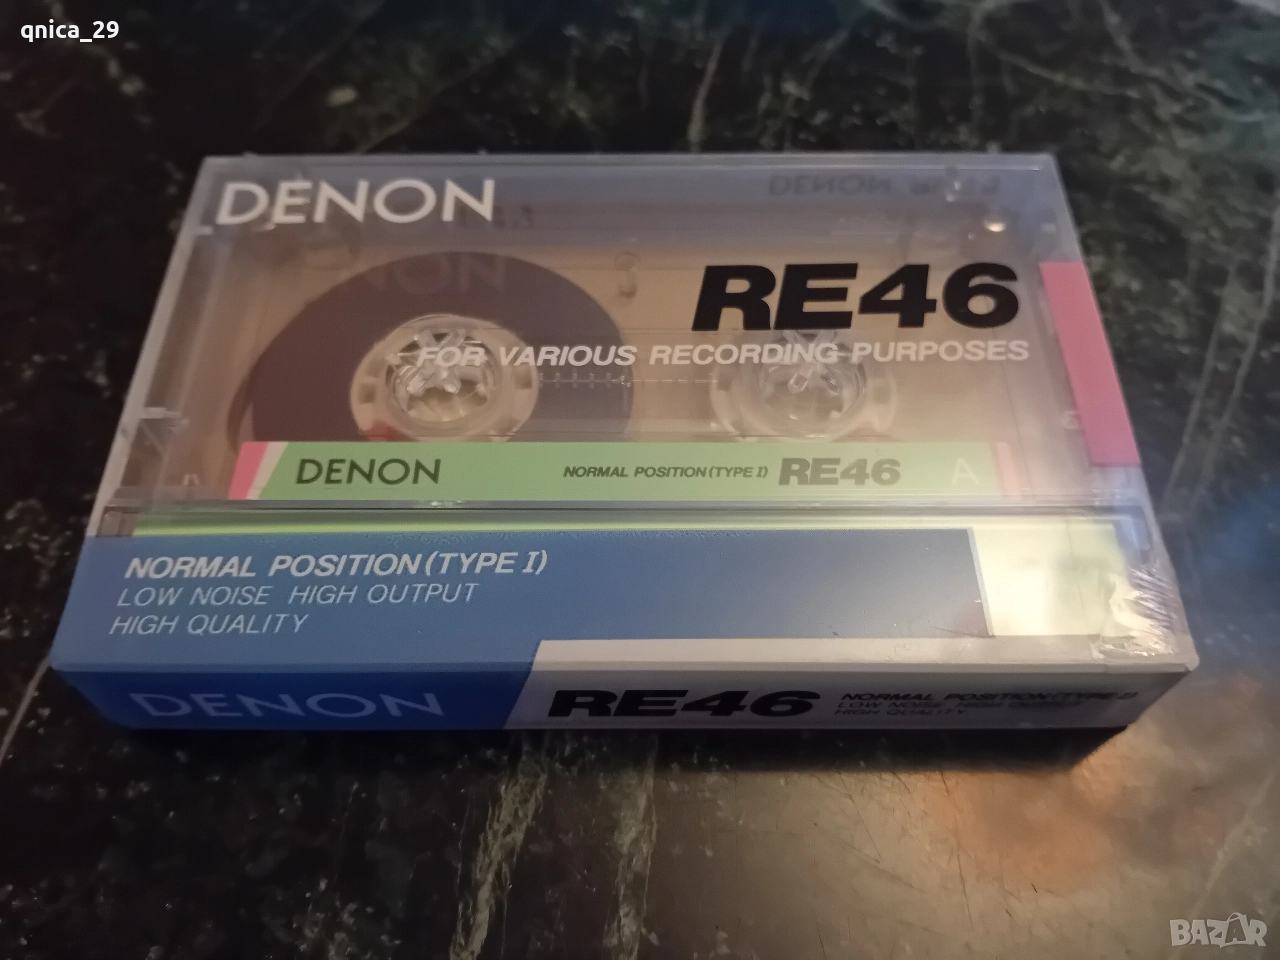 qnica_29
DENON
RE46
FOR VARIOUS RECORDING PURPOSES
DENON NORMAL POSITION (TYPE I) RE46 A
NORMAL POSITION (TYPE I)
LOW NOISE HIGH OUTPUT
HIGH QUALITY
DENON RE46 NORMAL POSITION (TYPE I)
LOW NOISE HIGH OUTPUT
HIGH QUALITY
BAZAR